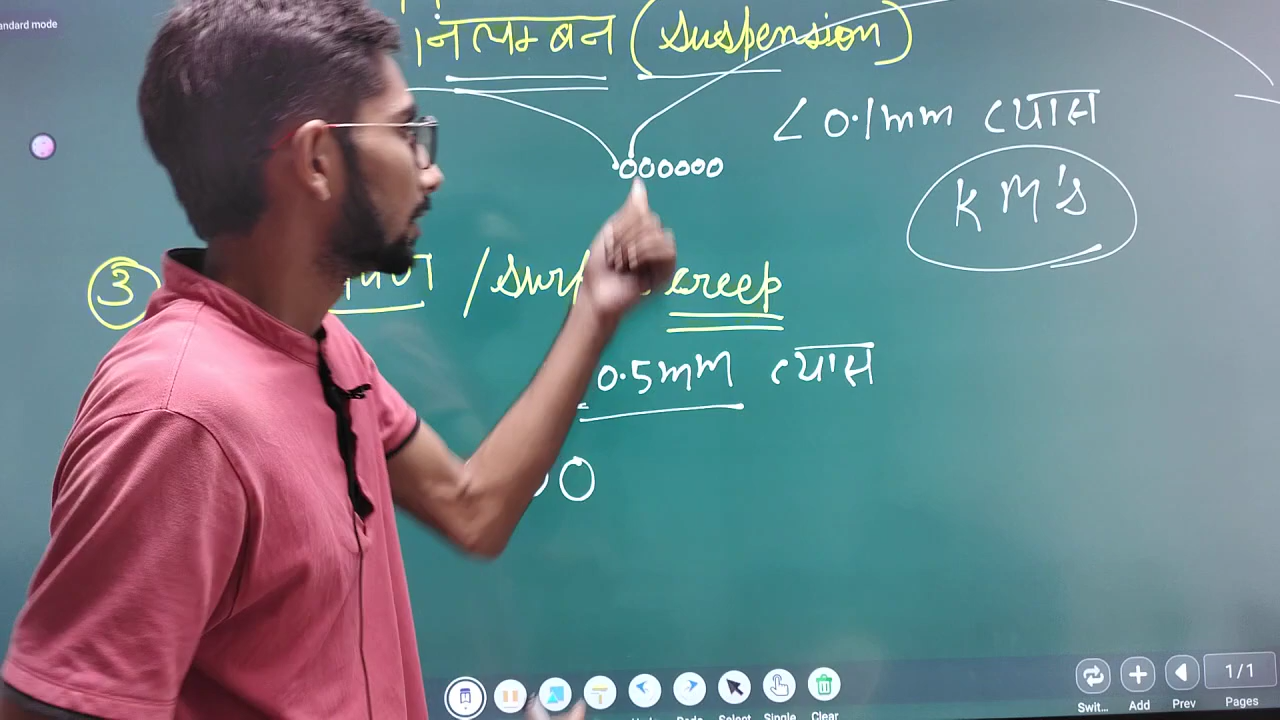 andard mode
निलम्बन (suspension)
< 0.1mm व्यास
KM's
③ /surf creep
0.5mm व्यास
Swit... Add Prev Pages
1/1
Select Single Clear